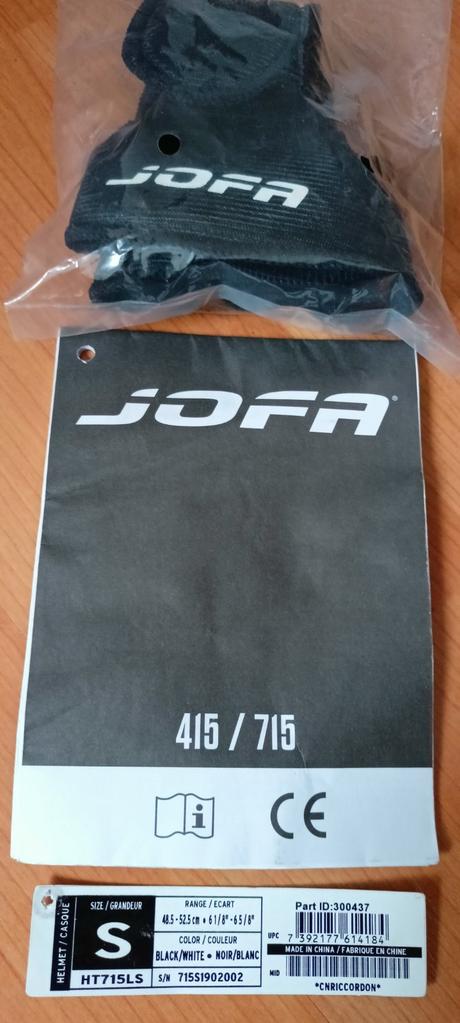 JOFA
JOFA®
415 / 715
i
CE
HELMET / CASQUE
SIZE / GRANDEUR
S
HT715LS
RANGE / ECART
48.5 - 52.5 cm • 6 1/8" - 6 5/8"
COLOR / COULEUR
BLACK/WHITE • NOIR/BLANC
S/N 715S1902002
Part ID:300437
UPC 7 392177 614184
MADE IN CHINA / FABRIQUE EN CHINE
MID
*CNRICCORDON*